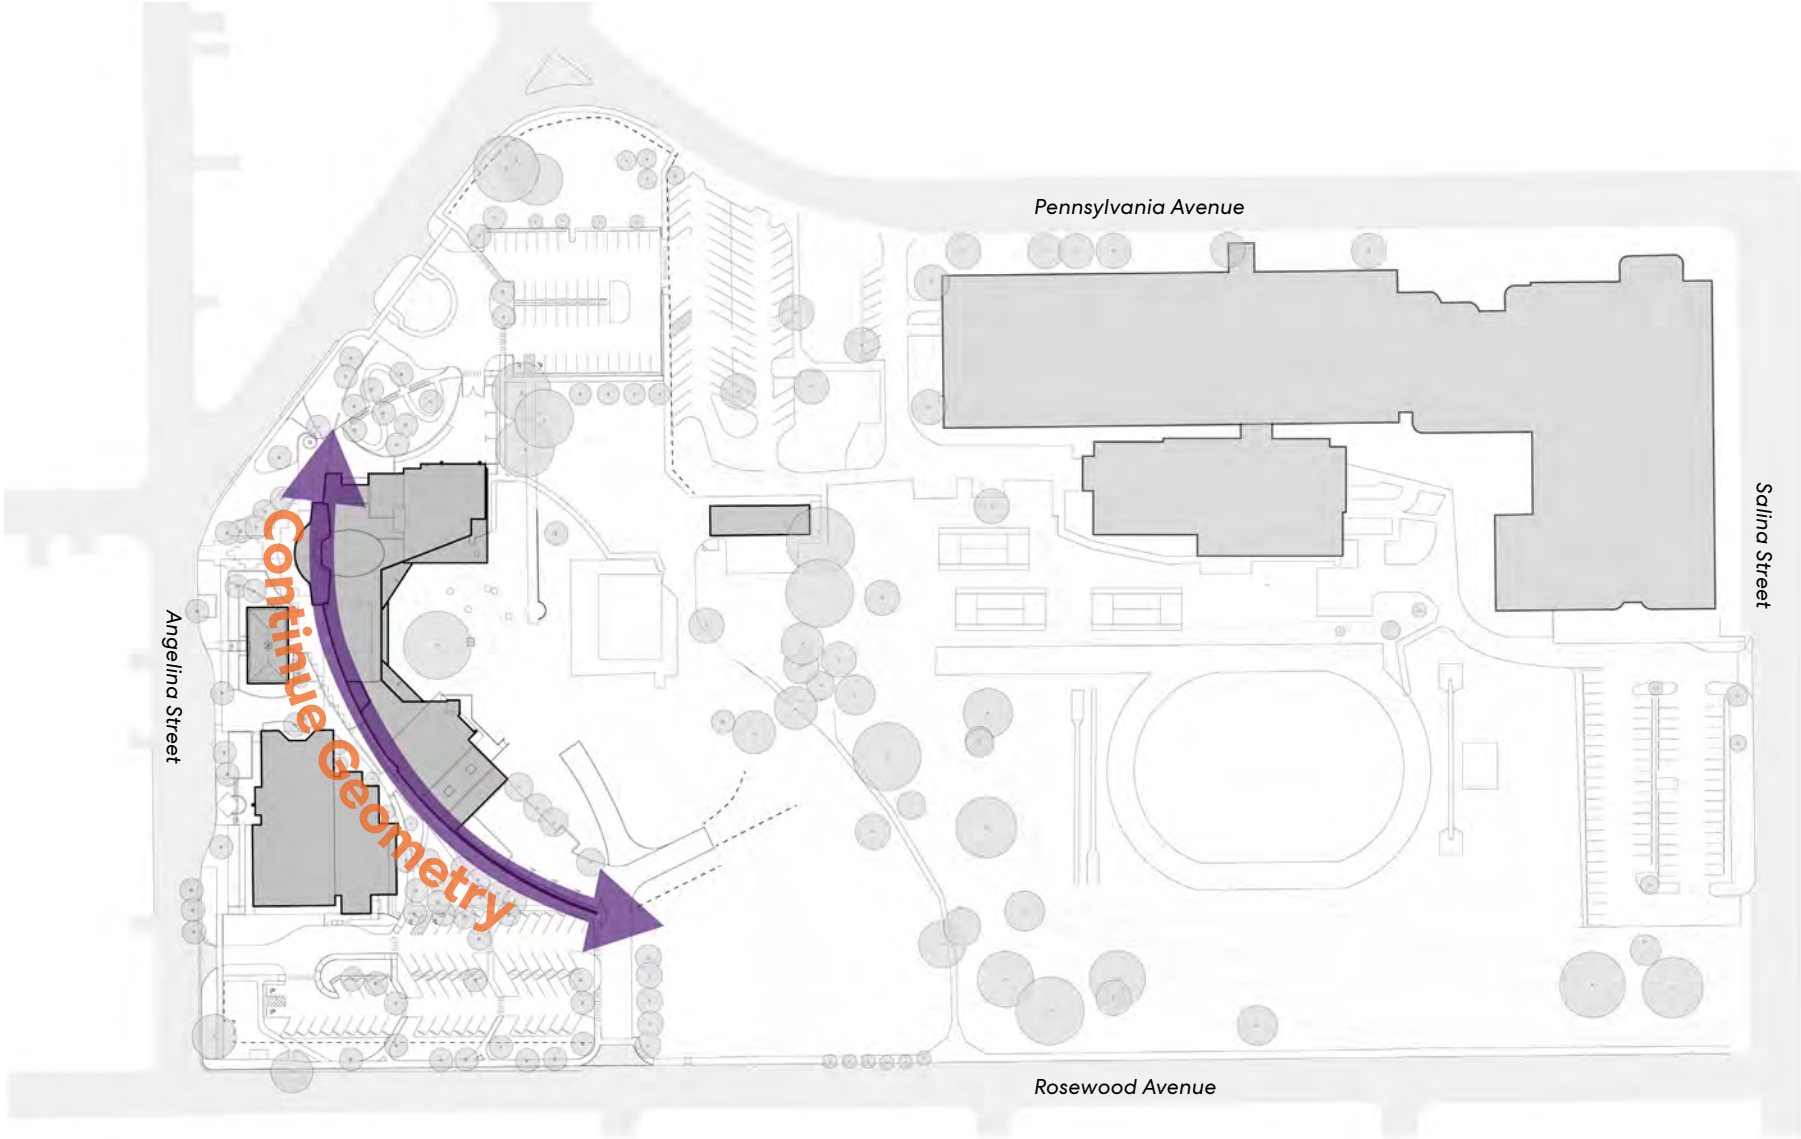 Pennsylvania Avenue
Salina Street
Continue Geometry
Angelina Street
Rosewood Avenue